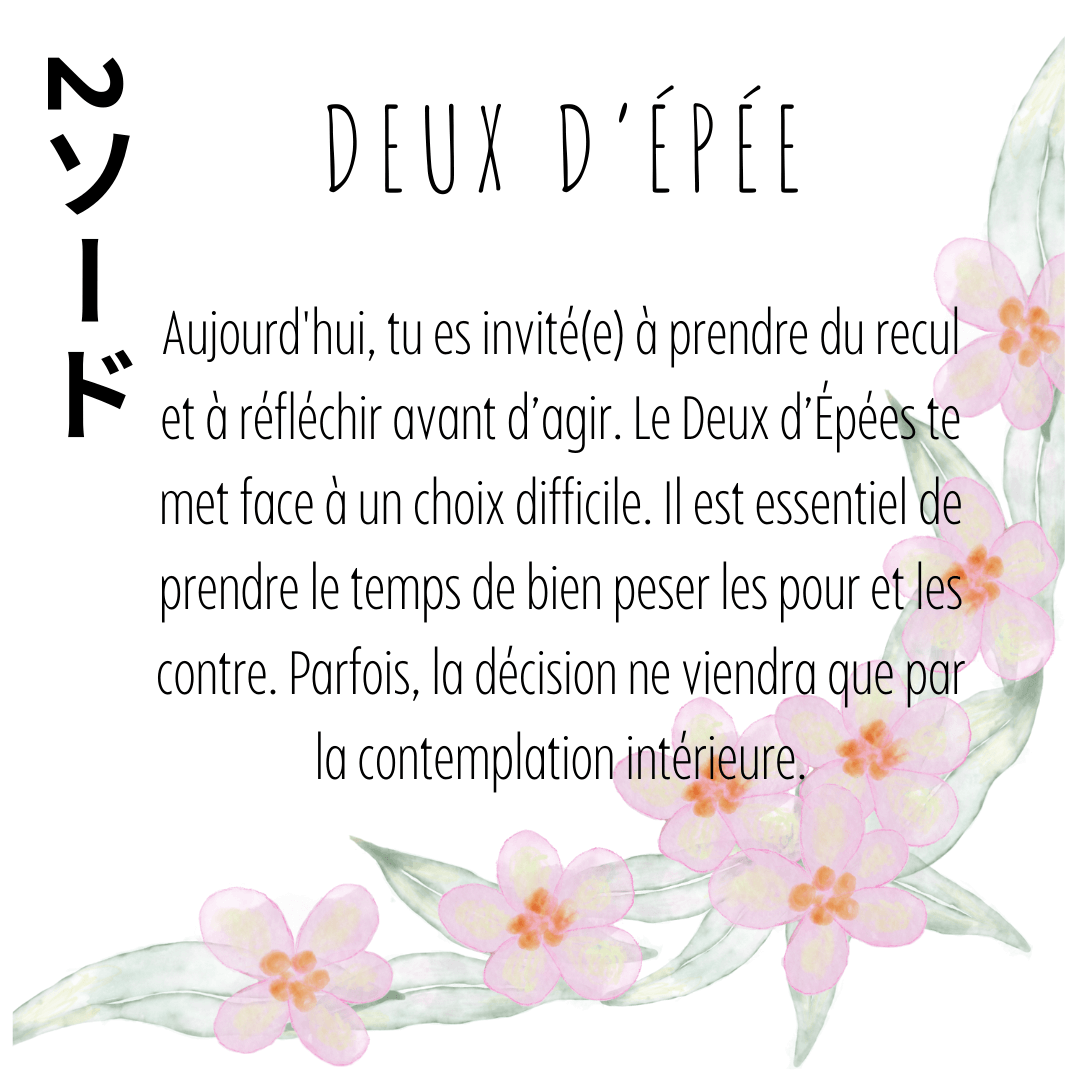 2ソード
DEUX D’ÉPÉE
Aujourd'hui, tu es invité(e) à prendre du recul
et à réfléchir avant d’agir. Le Deux d’Épées te
met face à un choix difficile. Il est essentiel de
prendre le temps de bien peser les pour et les
contre. Parfois, la décision ne viendra que par
la contemplation intérieure.